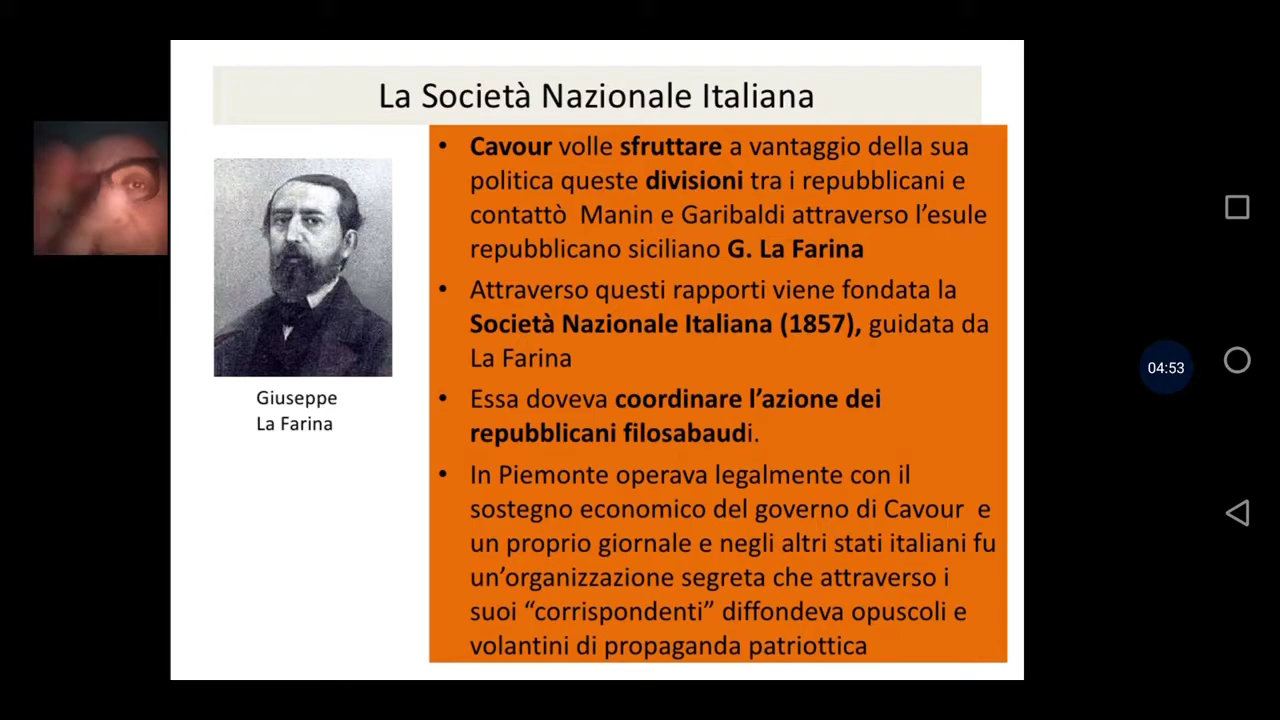 La Società Nazionale Italiana
Giuseppe
La Farina
• Cavour volle sfruttare a vantaggio della sua
politica queste divisioni tra i repubblicani e
contattò  Manin e Garibaldi attraverso l’esule
repubblicano siciliano G. La Farina
• Attraverso questi rapporti viene fondata la
Società Nazionale Italiana (1857), guidata da
La Farina
• Essa doveva coordinare l’azione dei
repubblicani filosabaudi.
• In Piemonte operava legalmente con il
sostegno economico del governo di Cavour  e
un proprio giornale e negli altri stati italiani fu
un’organizzazione segreta che attraverso i
suoi “corrispondenti” diffondeva opuscoli e
volantini di propaganda patriottica
04:53